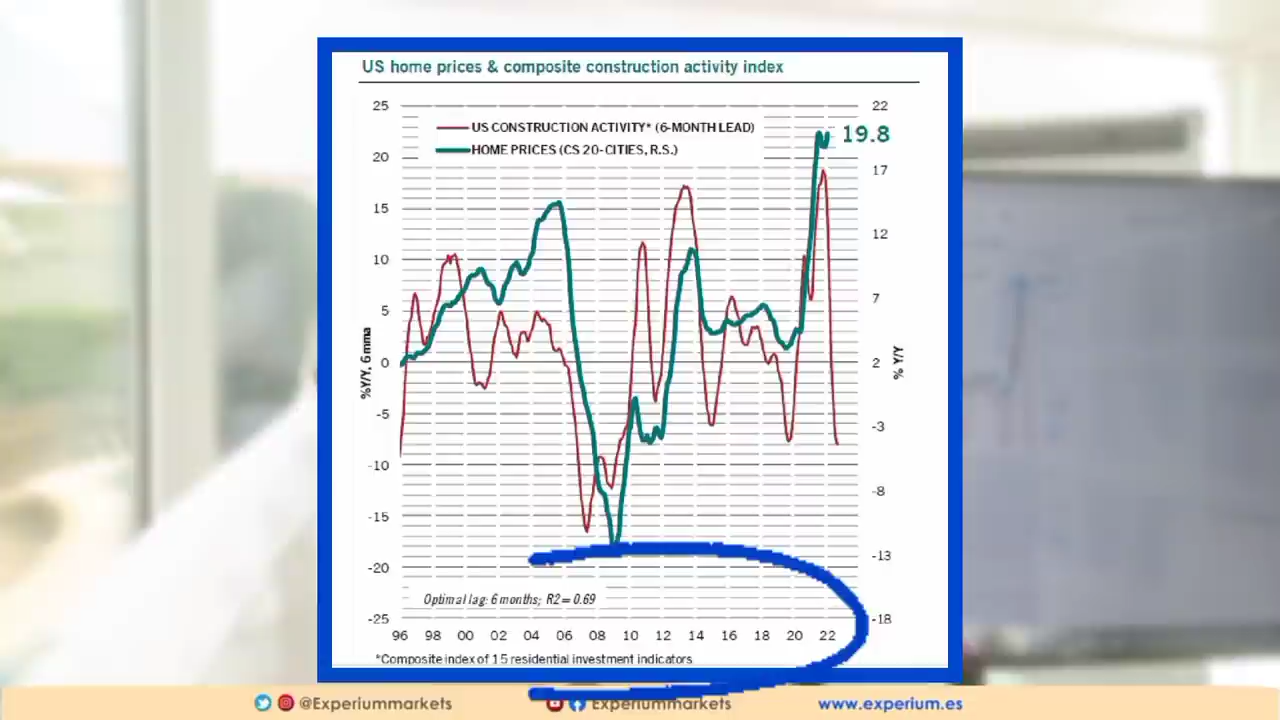 US home prices & composite construction activity index
25
22
US CONSTRUCTION ACTIVITY* (6-MONTH LEAD)
19.8
HOME PRICES (CS 20-CITIES, R.S.)
20
17
15
12
10
7
5
0
2
%Y/Y, 6mma
% Y/Y
-5
-3
-10
-8
-15
-13
-20
Optimal lag: 6 months; R2 = 0.69
-25
-18
96 98 00 02 04 06 08 10 12 14 16 18 20 22
*Composite index of 15 residential investment indicators
@Experiummarkets Experiummarkets www.experium.es